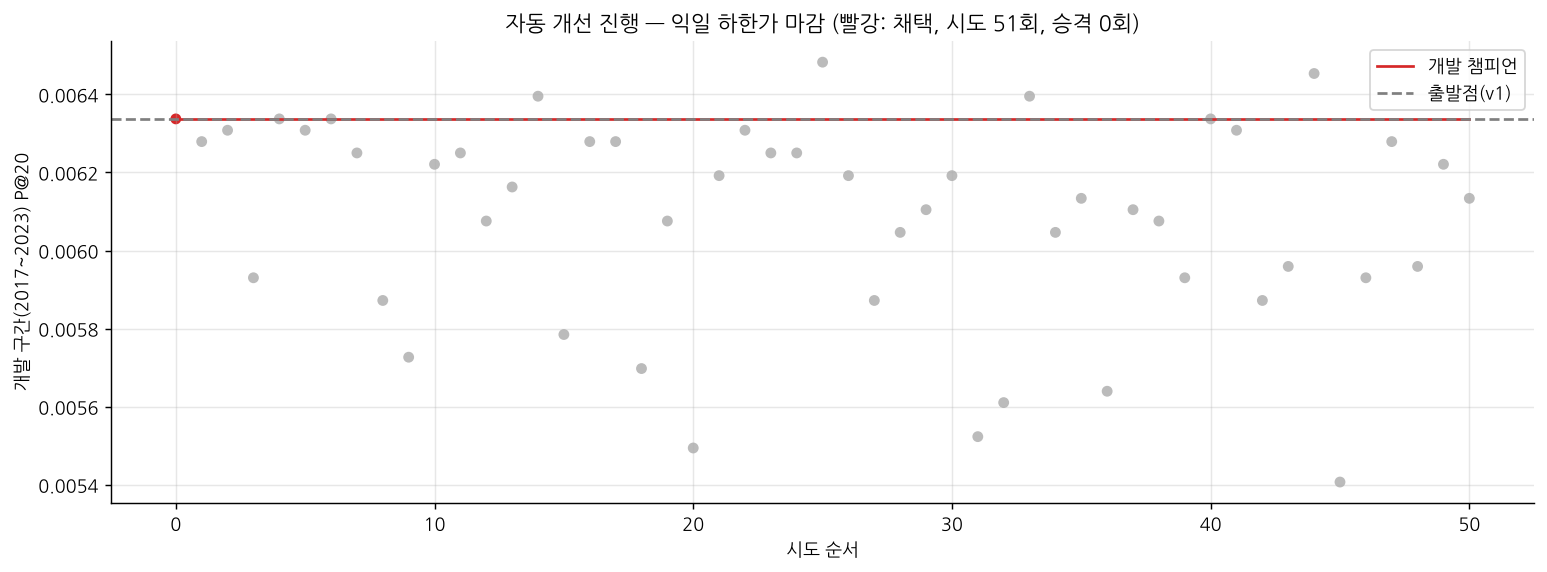 자동 개선 진행 — 익일 하한가 마감 (빨강: 채택, 시도 51회, 승격 0회)
개발 챔피언
출발점(v1)
개발 구간(2017~2023) P@20
0.0064
0.0062
0.0060
0.0058
0.0056
0.0054
0
10
20
30
40
50
시도 순서